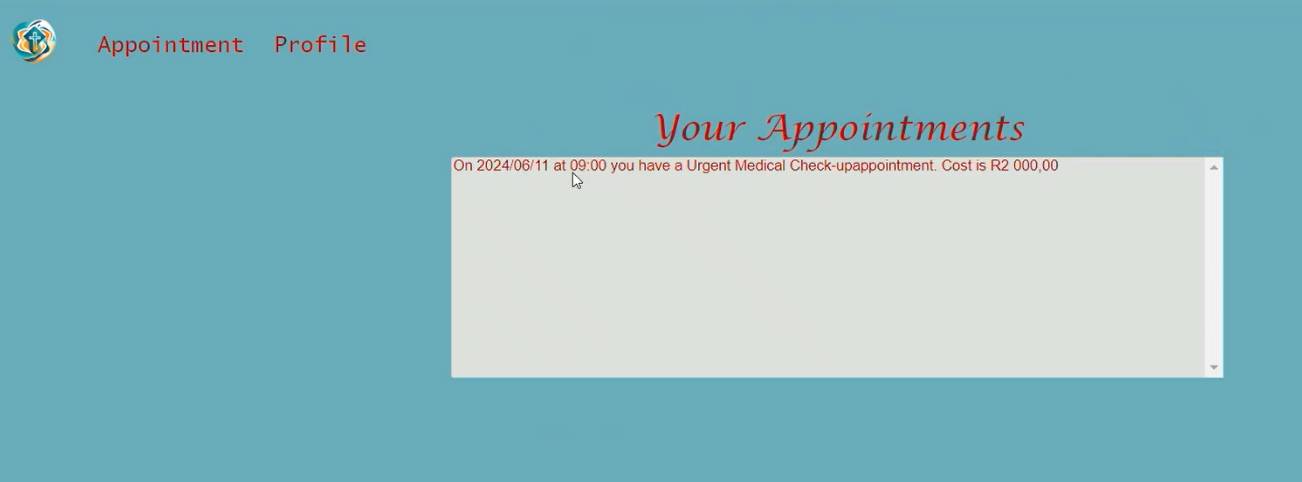 Appointment Profile
Your Appointments
On 2024/06/11 at 09:00 you have a Urgent Medical Check-upappointment. Cost is R2 000,00